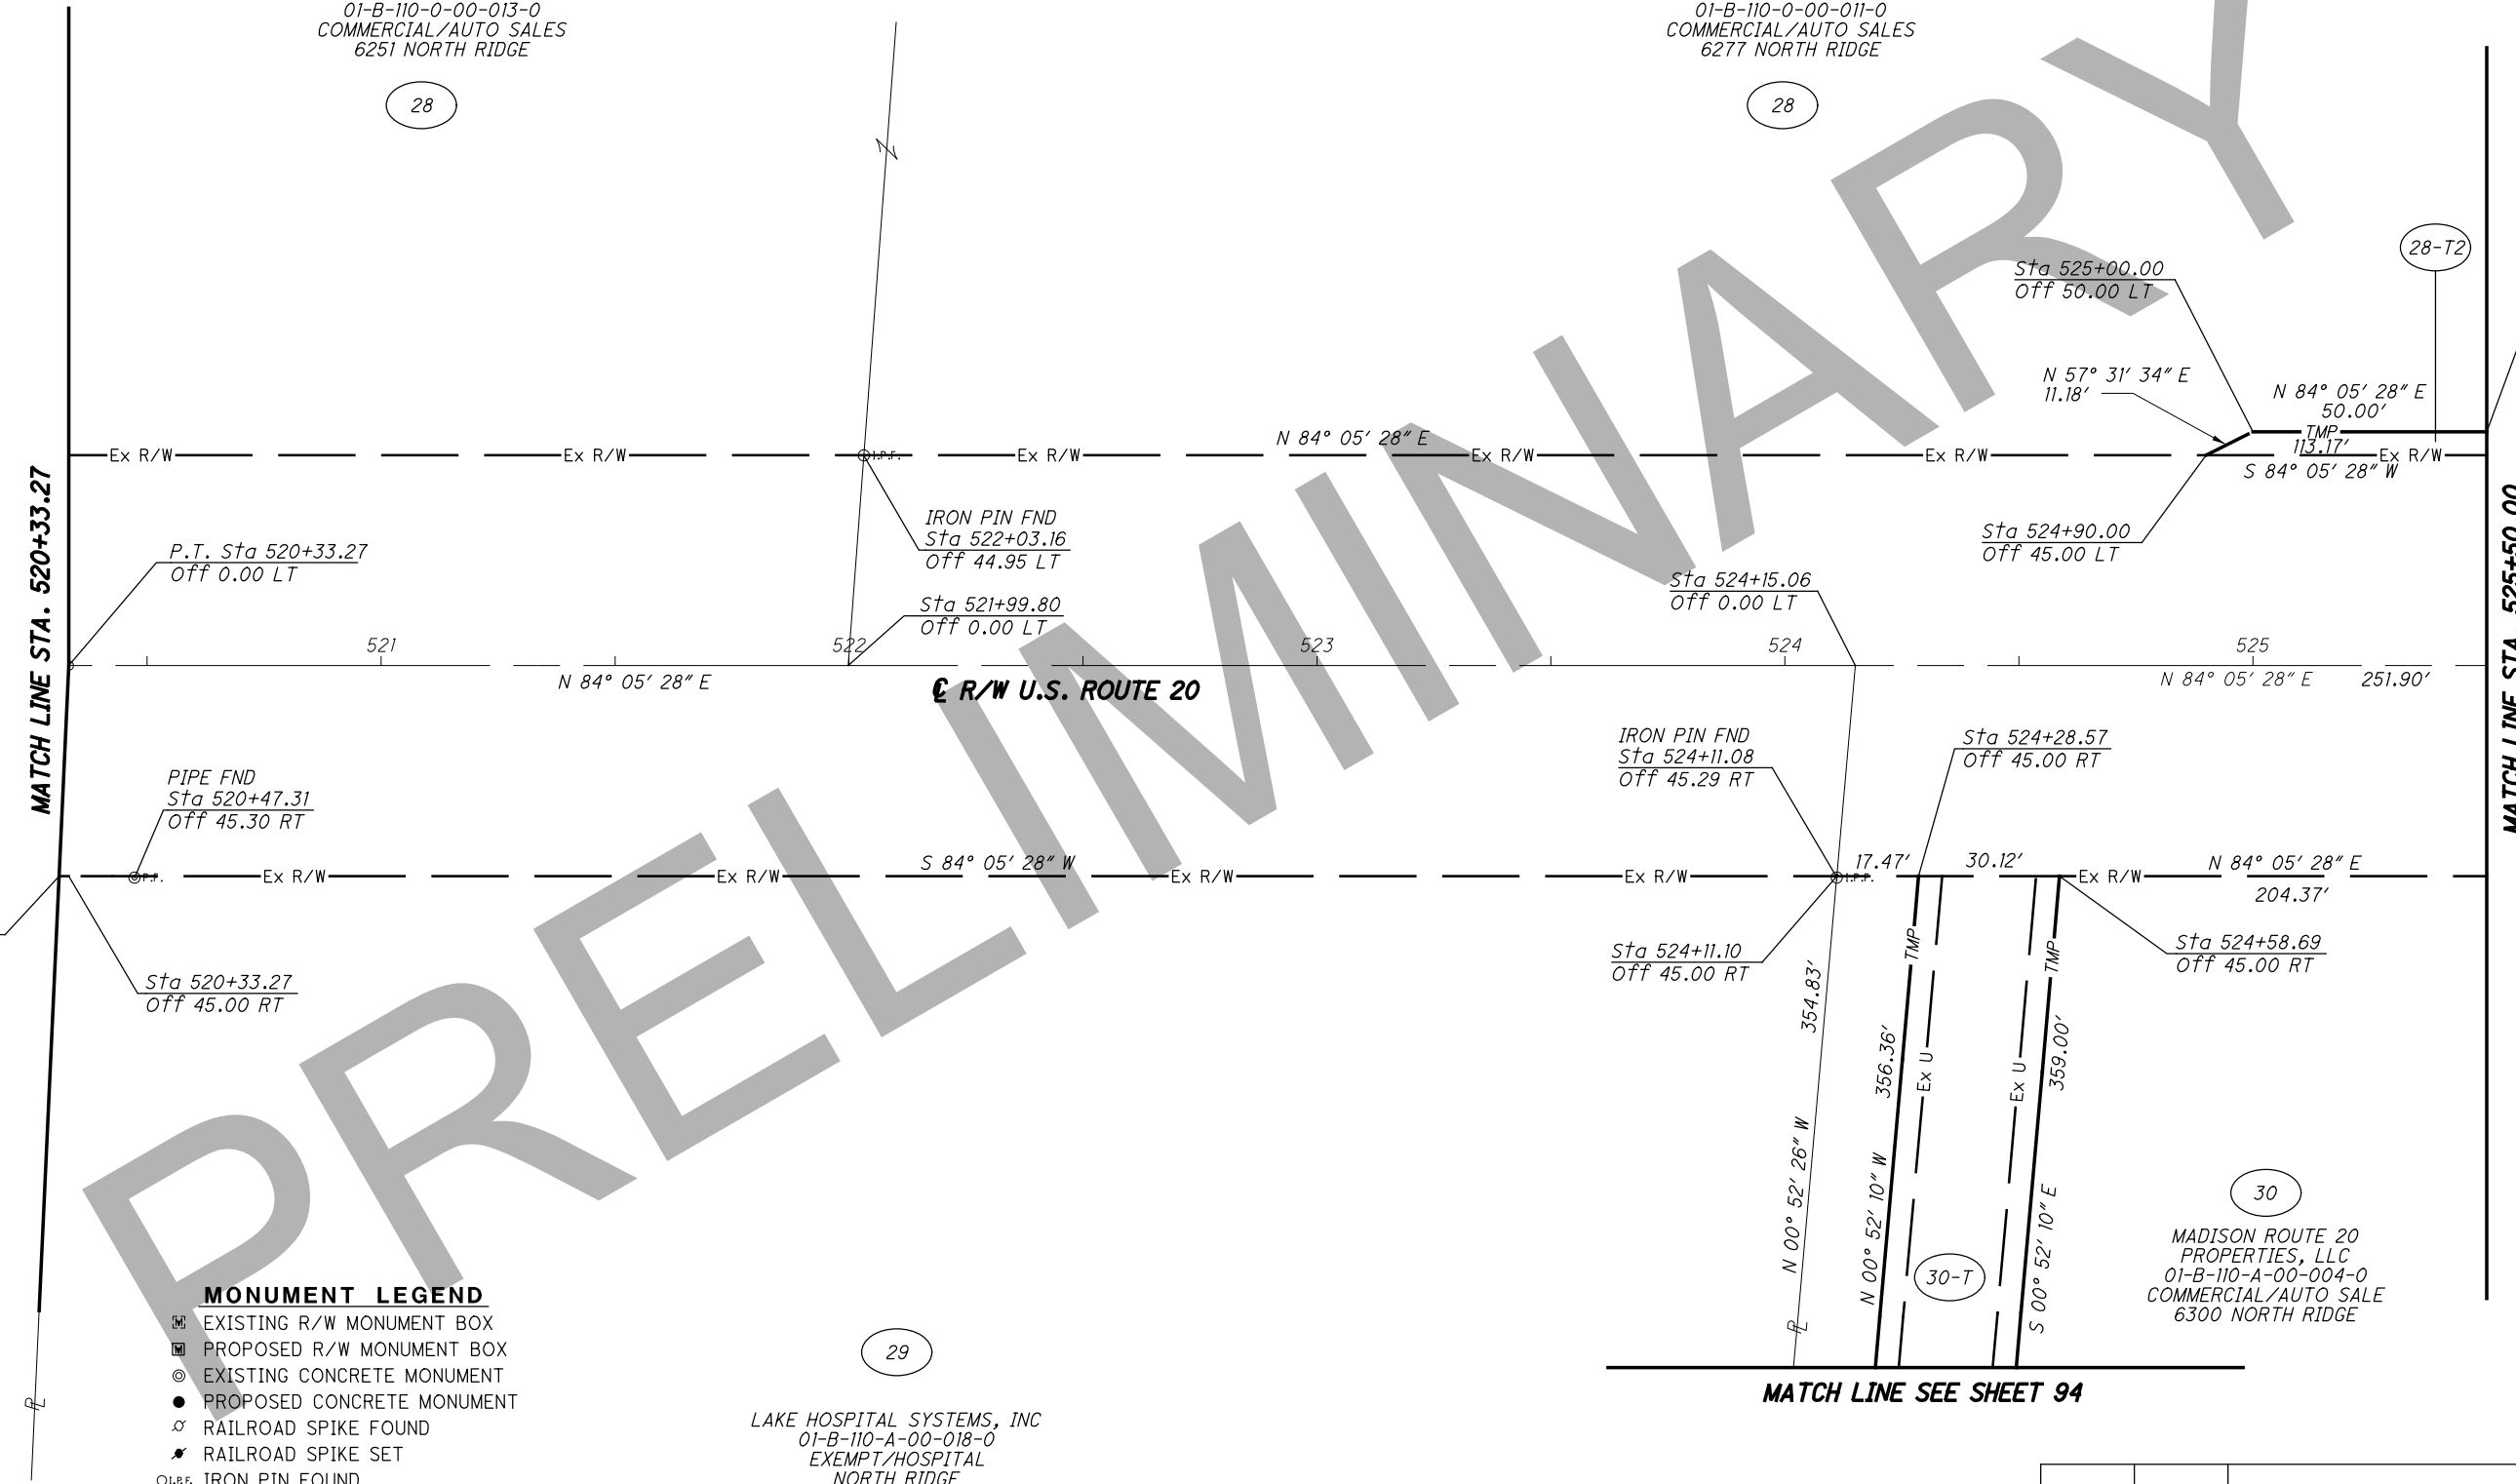 01-B-110-0-00-013-0
COMMERCIAL/AUTO SALES
6251 NORTH RIDGE
28
01-B-110-0-00-011-0
COMMERCIAL/AUTO SALES
6277 NORTH RIDGE
28
28-T2
Sta 525+00.00
Off 50.00 LT
N 57° 31' 34" E
11.18'
N 84° 05' 28" E
50.00'
TMP
113.17'
S 84° 05' 28" W
Ex R/W
Ex R/W
I.P.F.
Ex R/W
N 84° 05' 28" E
Ex R/W
Ex R/W
Ex R/W
MATCH LINE STA. 520+33.27
MATCH LINE STA. 525+50.00
IRON PIN FND
Sta 522+03.16
Off 44.95 LT
Sta 524+90.00
Off 45.00 LT
P.T. Sta 520+33.27
Off 0.00 LT
Sta 521+99.80
Off 0.00 LT
Sta 524+15.06
Off 0.00 LT
521
522
523
524
525
N 84° 05' 28" E
℄ R/W U.S. ROUTE 20
N 84° 05' 28" E
251.90'
PIPE FND
Sta 520+47.31
Off 45.30 RT
IRON PIN FND
Sta 524+11.08
Off 45.29 RT
Sta 524+28.57
Off 45.00 RT
P.F.
Ex R/W
Ex R/W
S 84° 05' 28" W
Ex R/W
Ex R/W
I.P.F.
17.47'
30.12'
Ex R/W
N 84° 05' 28" E
204.37'
Sta 520+33.27
Off 45.00 RT
Sta 524+11.10
Off 45.00 RT
Sta 524+58.69
Off 45.00 RT
354.83'
N 00° 52' 26" W
PL
TMP
356.36'
N 00° 52' 10" W
Ex U
Ex U
TMP
359.00'
S 00° 52' 10" E
30-T
30
MADISON ROUTE 20
PROPERTIES, LLC
01-B-110-A-00-004-0
COMMERCIAL/AUTO SALE
6300 NORTH RIDGE
MATCH LINE SEE SHEET 94
PL
MONUMENT LEGEND
EXISTING R/W MONUMENT BOX
PROPOSED R/W MONUMENT BOX
EXISTING CONCRETE MONUMENT
PROPOSED CONCRETE MONUMENT
RAILROAD SPIKE FOUND
RAILROAD SPIKE SET
I.P.F. IRON PIN FOUND
29
LAKE HOSPITAL SYSTEMS, INC
01-B-110-A-00-018-0
EXEMPT/HOSPITAL
NORTH RIDGE
PRELIMINARY